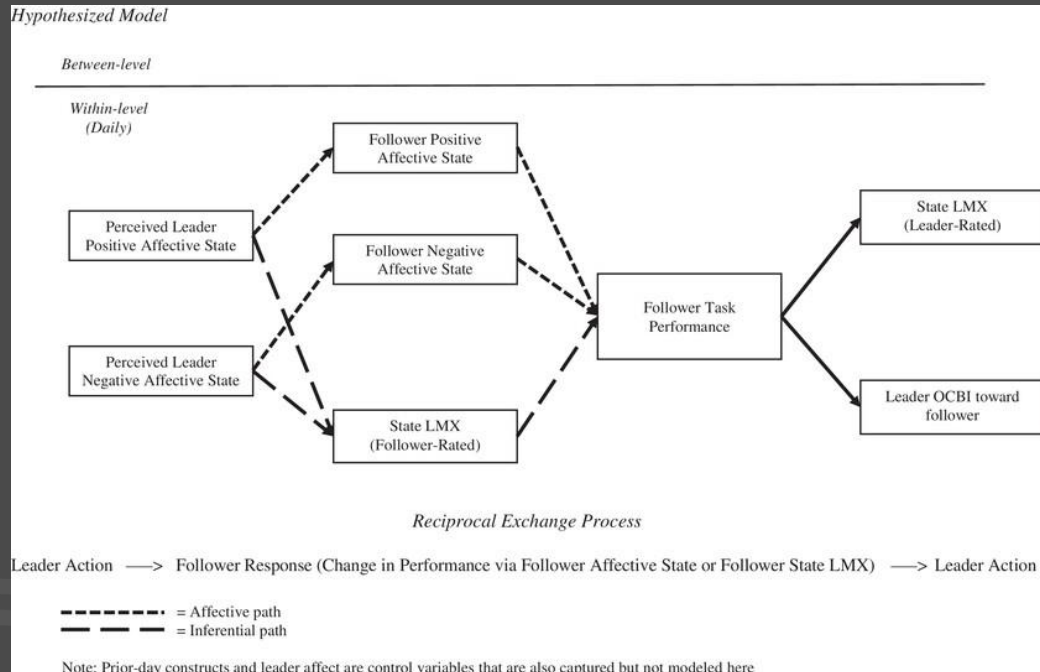 Hypothesized Model
Between-level
Within-level
(Daily)
Follower Positive
Affective State
Perceived Leader
Positive Affective State
Follower Negative
Affective State
State LMX
(Leader-Rated)
Follower Task
Performance
Perceived Leader
Negative Affective State
State LMX
(Follower-Rated)
Leader OCBI toward
follower
Reciprocal Exchange Process
Leader Action —> Follower Response (Change in Performance via Follower Affective State or Follower State LMX) —> Leader Action
= Affective path
= Inferential path
Note: Prior-day constructs and leader affect are control variables that are also captured but not modeled here